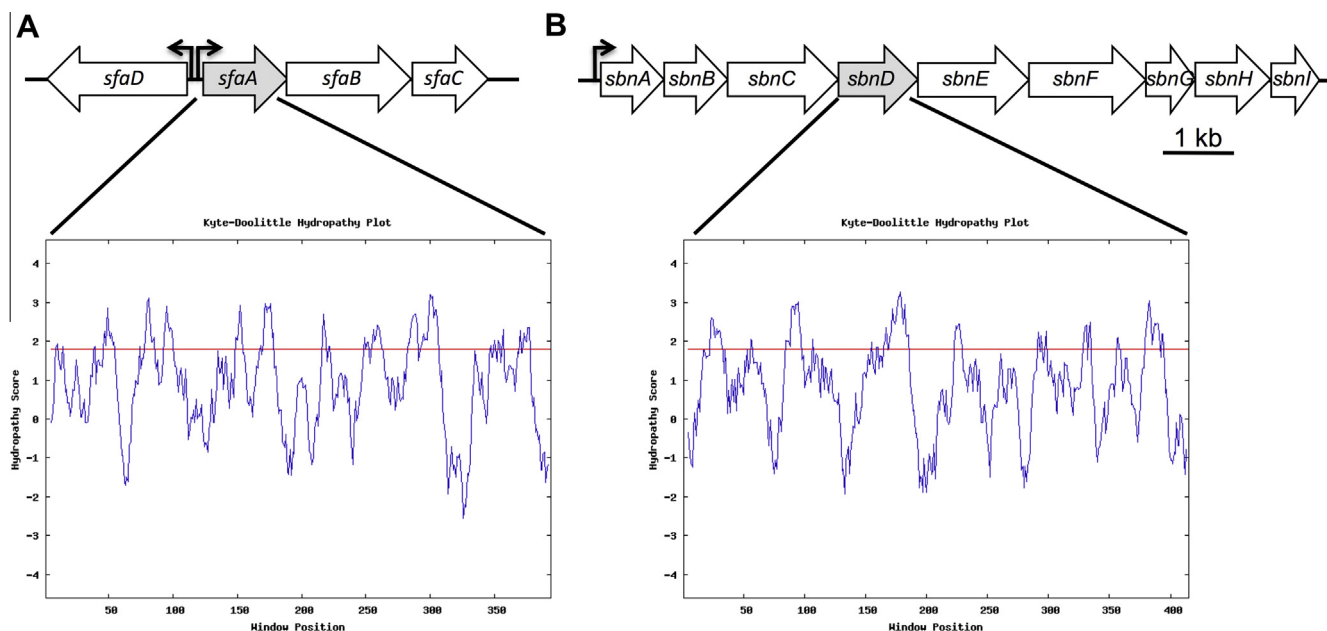 A
B
sfaD
sfaA
sfaB
sfaC
sbnA
sbnB
sbnC
sbnD
sbnE
sbnF
sbnG
sbnH
sbnI
1 kb
Kyte-Doolittle Hydropathy Plot
Hydropathy Score
4
3
2
1
0
-1
-2
-3
-4
50
100
150
200
250
300
350
Window Position
Kyte-Doolittle Hydropathy Plot
Hydropathy Score
4
3
2
1
0
-1
-2
-3
-4
50
100
150
200
250
300
350
400
Window Position